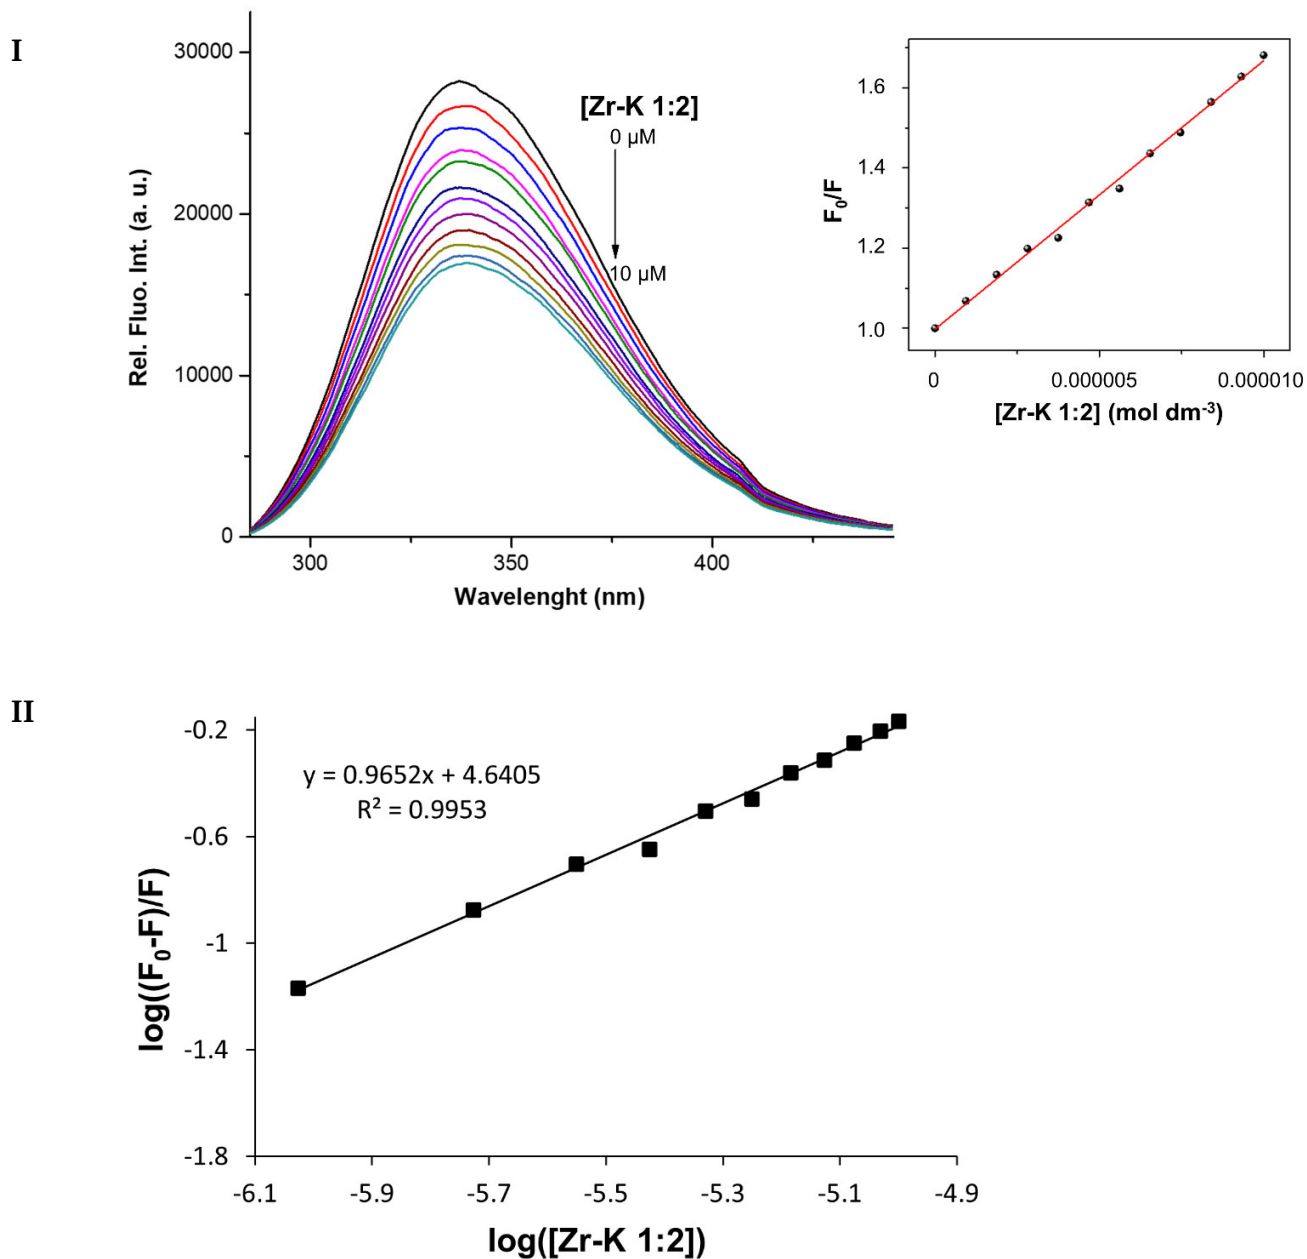 I
Rel. Fluo. Int. (a. u.)
30000
20000
10000
0
300
350
400
Wavelenght (nm)
[Zr-K 1:2]
0 µM
10 µM
F₀/F
1.6
1.4
1.2
1.0
0
0.000005
0.000010
[Zr-K 1:2] (mol dm⁻³)
II
log((F₀-F)/F)
-0.2
-0.6
-1
-1.4
-1.8
y = 0.9652x + 4.6405
R² = 0.9953
-6.1
-5.9
-5.7
-5.5
-5.3
-5.1
-4.9
log([Zr-K 1:2])